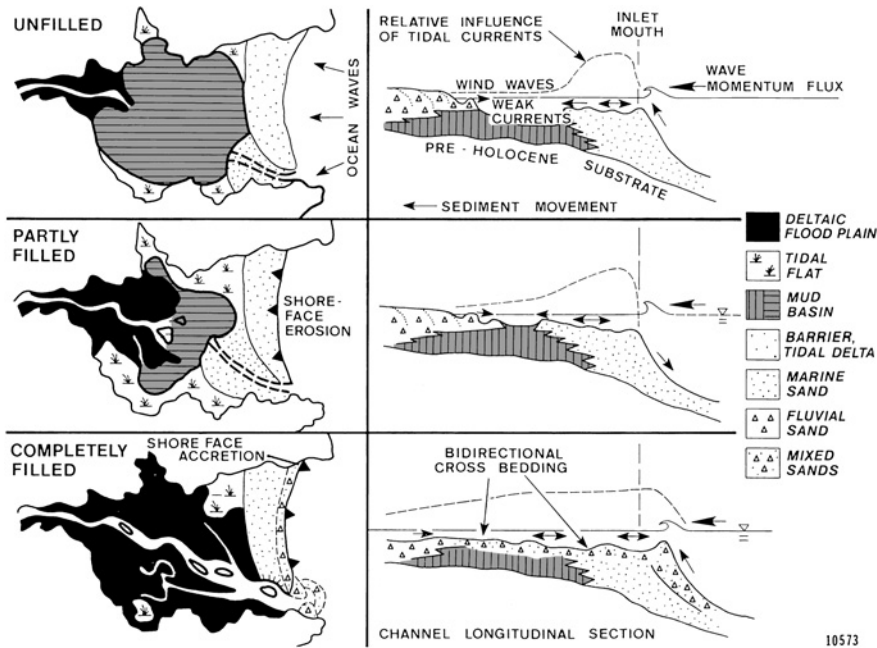 UNFILLED
OCEAN WAVES
RELATIVE INFLUENCE
OF TIDAL CURRENTS
INLET
MOUTH
WAVE
MOMENTUM FLUX
WIND WAVES
WEAK
CURRENTS
PRE - HOLOCENE SUBSTRATE
SEDIMENT MOVEMENT
PARTLY
FILLED
SHORE-
FACE
EROSION
DELTAIC
FLOOD PLAIN
TIDAL
FLAT
MUD
BASIN
BARRIER,
TIDAL DELTA
MARINE
SAND
FLUVIAL
SAND
MIXED
SANDS
COMPLETELY
FILLED
SHORE FACE
ACCRETION
BIDIRECTIONAL
CROSS BEDDING
CHANNEL LONGITUDINAL SECTION
10573